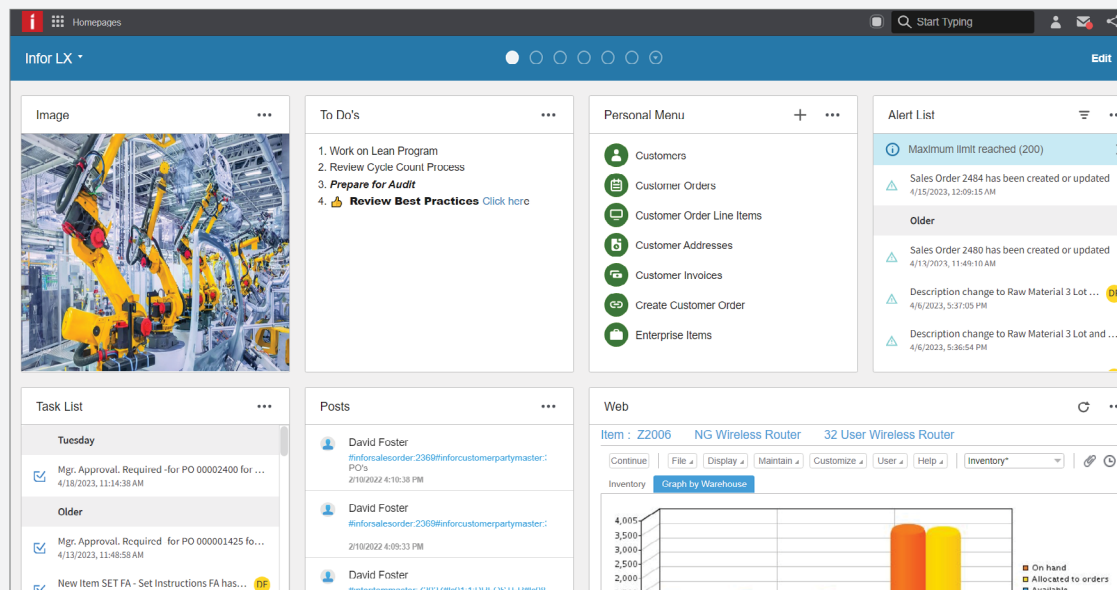 Homepages
Start Typing
Infor LX
Edit
Image
To Do's
1. Work on Lean Program
2. Review Cycle Count Process
3. Prepare for Audit
4. 👍 Review Best Practices Click here
Personal Menu
Customers
Customer Orders
Customer Order Line Items
Customer Addresses
Customer Invoices
Create Customer Order
Enterprise Items
Alert List
Maximum limit reached (200)
Sales Order 2484 has been created or updated
4/15/2023, 12:09:15 AM
Older
Sales Order 2480 has been created or updated
4/13/2023, 11:49:10 AM
Description change to Raw Material 3 Lot ...
4/6/2023, 5:37:05 PM
Description change to Raw Material 3 Lot and ...
4/6/2023, 5:36:54 PM
Task List
Tuesday
Mgr. Approval. Required -for PO 00002400 for ...
4/18/2023, 11:14:38 AM
Older
Mgr. Approval. Required for PO 000001425 fo...
4/13/2023, 11:48:58 AM
New Item SET FA - Set Instructions FA has... DF
Posts
David Foster
#inforsalesorder:2369#inforcustomerpartymaster:
PO's
2/10/2022 4:10:38 PM
David Foster
#inforsalesorder:2369#inforcustomerpartymaster:
2/10/2022 4:09:33 PM
David Foster
Web
Item : Z2006 NG Wireless Router 32 User Wireless Router
Continue File Display Maintain Customize User Help Inventory*
Inventory Graph by Warehouse
4,005
3,500
3,000
2,500
2,000
On hand
Allocated to orders
Available